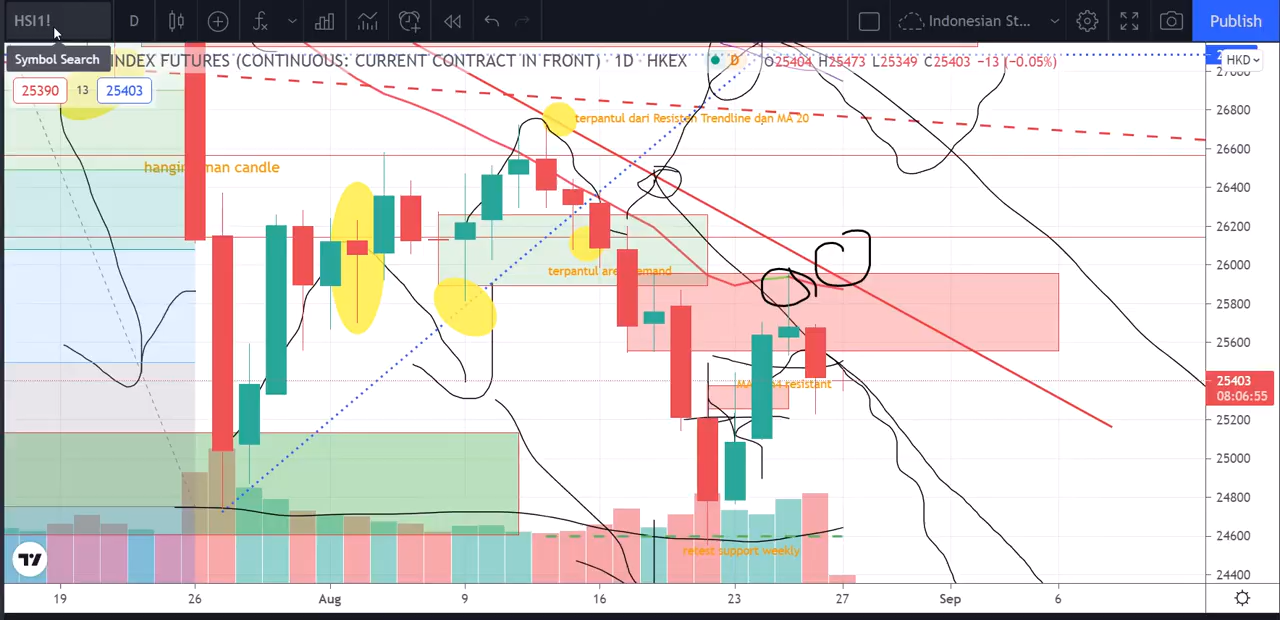 HSI1!
D
Indonesian St...
Publish
Symbol Search
INDEX FUTURES (CONTINUOUS: CURRENT CONTRACT IN FRONT) · 1D · HKEX
D
O25404 H25473 L25349 C25403 -13 (-0.05%)
HKD
25390 13 25403
27000
26800
26600
26400
26200
26000
25800
25600
25403
08:06:55
25200
25000
24800
24600
24400
terpantul dari Resisten Trendline dan MA 20
terpantul area demand
resistant
retest support weekly
19 26 Aug 9 16 23 27 Sep 6